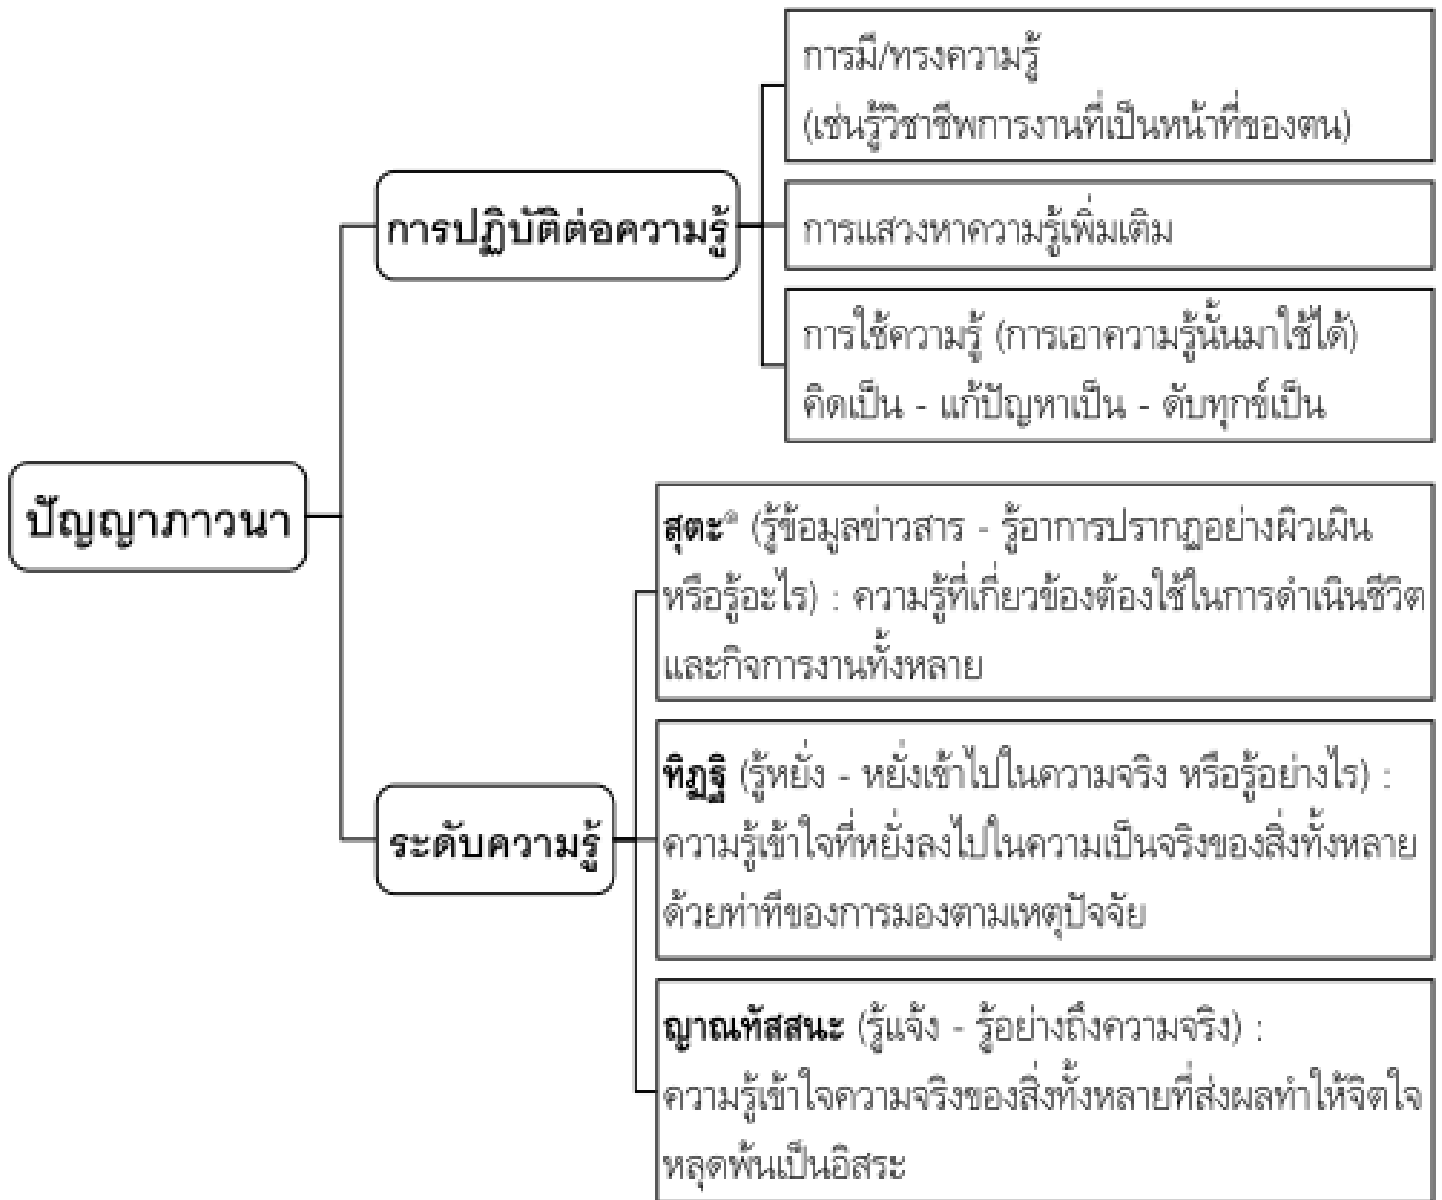 การมี/ทรงความรู้
(เช่นรู้วิชาชีพการงานที่เป็นหน้าที่ของตน)
การปฏิบัติต่อความรู้
การแสวงหาความรู้เพิ่มเติม
การใช้ความรู้ (การเอาความรู้นั้นมาใช้ได้)
คิดเป็น - แก้ปัญหาเป็น - ดับทุกข์เป็น
ปัญญาภาวนา
สุตะ๑ (รู้ข้อมูลข่าวสาร - รู้อาการปรากฏอย่างผิวเผิน
หรือรู้อะไร) : ความรู้ที่เกี่ยวข้องต้องใช้ในการดำเนินชีวิต
และกิจการงานทั้งหลาย
ระดับความรู้
ทิฏฐิ (รู้หยั่ง - หยั่งเข้าไปในความจริง หรือรู้อย่างไร) :
ความรู้เข้าใจที่หยั่งลงไปในความเป็นจริงของสิ่งทั้งหลาย
ด้วยท่าทีของการมองตามเหตุปัจจัย
ญาณทัสสนะ (รู้แจ้ง - รู้อย่างถึงความจริง) :
ความรู้เข้าใจความจริงของสิ่งทั้งหลายที่ส่งผลทำให้จิตใจ
หลุดพ้นเป็นอิสระ